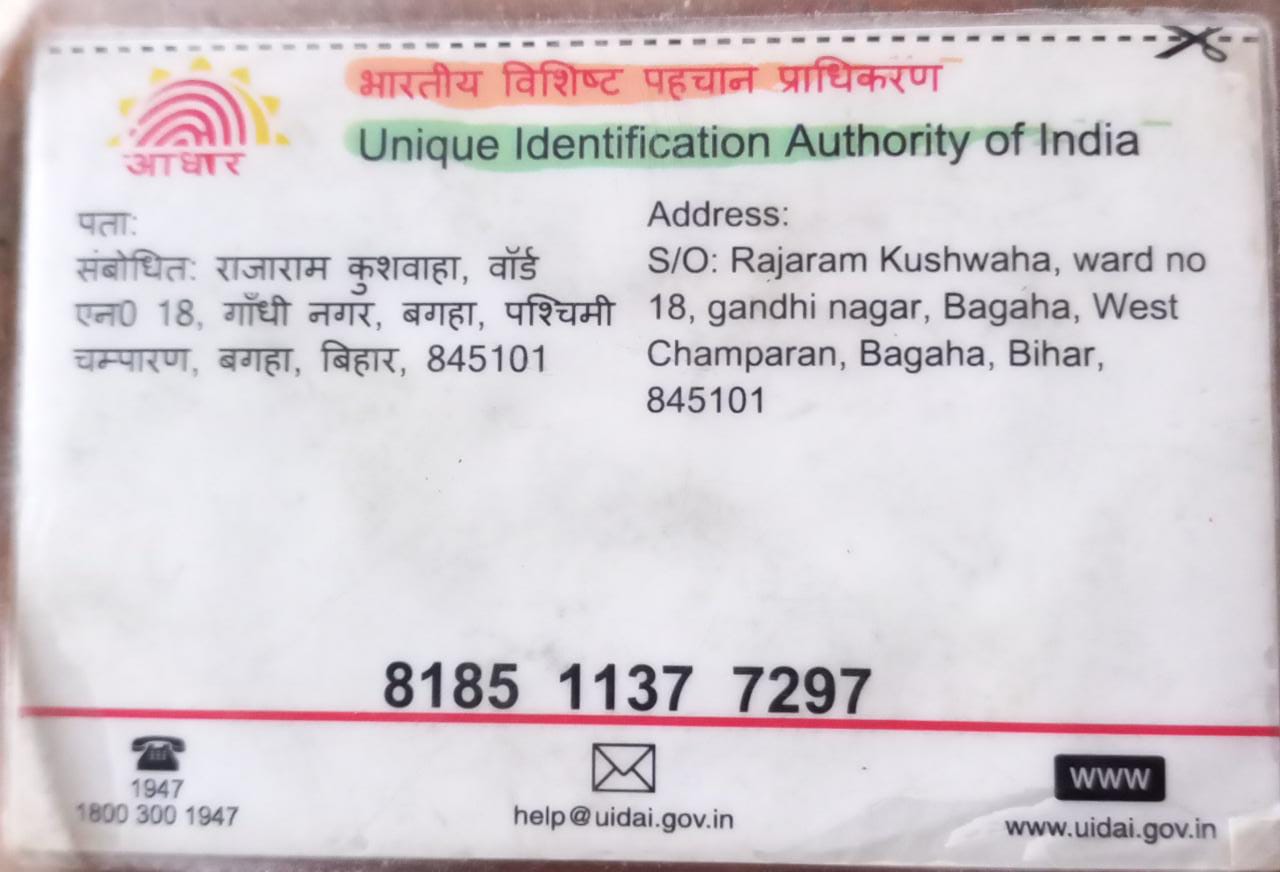 भारतीय विशिष्ट पहचान प्राधिकरण
Unique Identification Authority of India
आधार
पता:
संबोधित: राजाराम कुशवाहा, वॉर्ड
एन0 18, गाँधी नगर, बगहा, पश्चिमी
चम्पारण, बगहा, बिहार, 845101
Address:
S/O: Rajaram Kushwaha, ward no
18, gandhi nagar, Bagaha, West
Champaran, Bagaha, Bihar,
845101
8185 1137 7297
1947
1800 300 1947
help@uidai.gov.in
WWW
www.uidai.gov.in